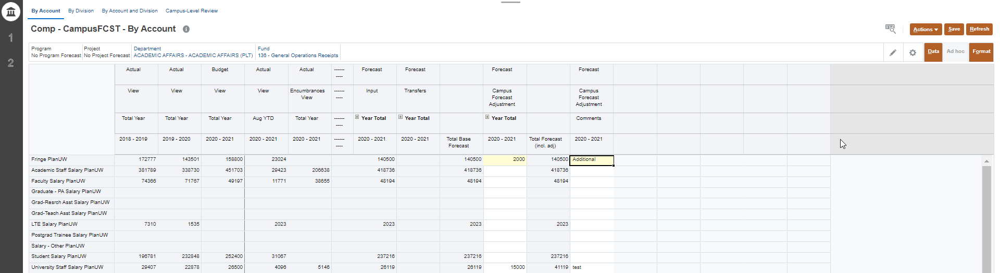 By Account By Division By Account and Division Campus-Level Review
Comp - CampusFCST - By Account
Actions Save Refresh
1
2
Program Project Department Fund
No Program Forecast No Project Forecast ACADEMIC AFFAIRS - ACADEMIC AFFAIRS (PLT) 136 - General Operations Receipts
Data Ad hoc Format
Actual Actual Budget Actual Actual ------ Forecast Forecast Forecast Forecast
----
View View View View Encumbrances ------ Input Transfers Campus Campus
View ---- Forecast Forecast
Adjustment Adjustment
Total Year Total Year Total Year Aug YTD Total Year ------ Year Total Year Total Year Total Comments
----
2018 - 2019 2019 - 2020 2020 - 2021 2020 - 2021 2020 - 2021 ------ 2020 - 2021 2020 - 2021 Total Base 2020 - 2021 Total Forecast 2020 - 2021
---- Forecast (incl. adj)
Fringe PlanUW 172777 143501 158800 23024 140500 140500 2000 140500 Additional
Academic Staff Salary PlanUW 381789 338730 451703 29423 206638 418736 418736 418736
Faculty Salary PlanUW 74366 71767 49197 11771 38655 48194 48194 48194
Graduate - PA Salary PlanUW
Grad-Resrch Asst Salary PlanUW
Grad-Teach Asst Salary PlanUW
LTE Salary PlanUW 7310 1535 2023 2023 2023 2023
Postgrad Trainee Salary PlanUW
Salary - Other PlanUW
Student Salary PlanUW 196781 232848 252400 31067 237216 237216 237216
University Staff Salary PlanUW 29407 22878 26500 4096 5146 26119 26119 15000 41119 test